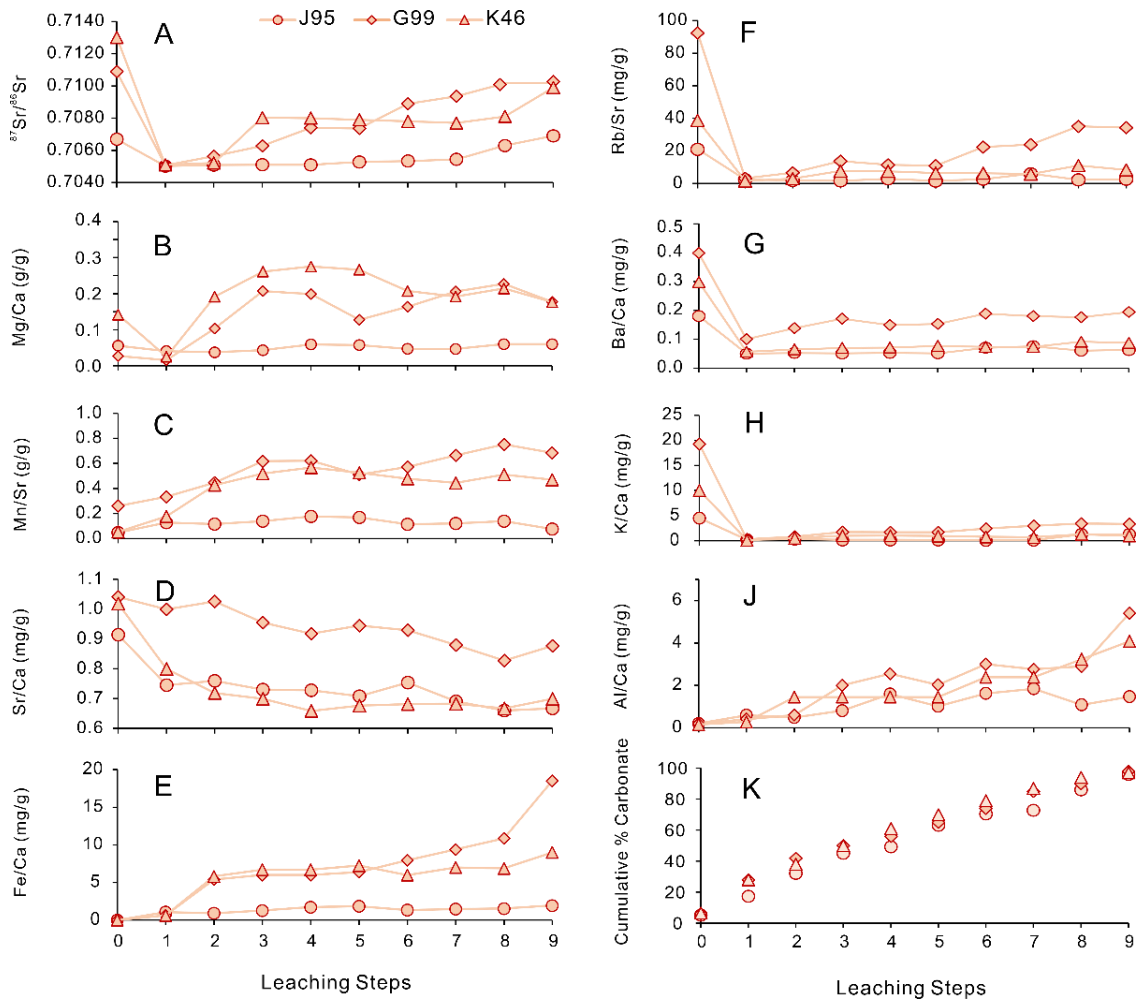 J95 G99 K46
A
⁸⁷Sr/⁸⁶Sr
0.7140
0.7120
0.7100
0.7080
0.7060
0.7040
B
Mg/Ca (g/g)
0.4
0.3
0.2
0.1
0.0
C
Mn/Sr (g/g)
1.0
0.8
0.6
0.4
0.2
0.0
D
Sr/Ca (mg/g)
1.1
1.0
0.9
0.8
0.7
0.6
E
Fe/Ca (mg/g)
20
15
10
5
0
0 1 2 3 4 5 6 7 8 9
Leaching Steps
F
Rb/Sr (mg/g)
100
80
60
40
20
0
G
Ba/Ca (mg/g)
0.5
0.4
0.3
0.2
0.1
0.0
H
K/Ca (mg/g)
25
20
15
10
5
0
J
Al/Ca (mg/g)
6
4
2
0
K
Cumulative % Carbonate
100
80
60
40
20
0
0 1 2 3 4 5 6 7 8 9
Leaching Steps